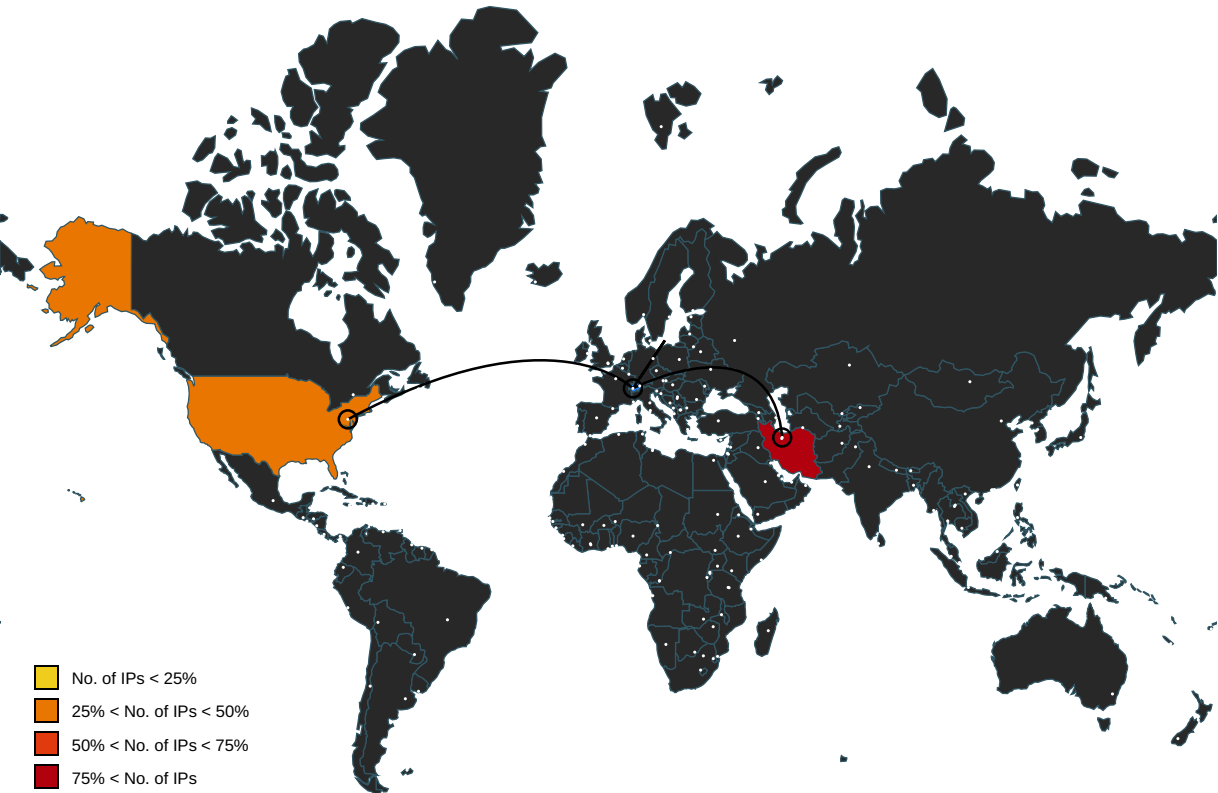 No. of IPs < 25%
25% < No. of IPs < 50%
50% < No. of IPs < 75%
75% < No. of IPs